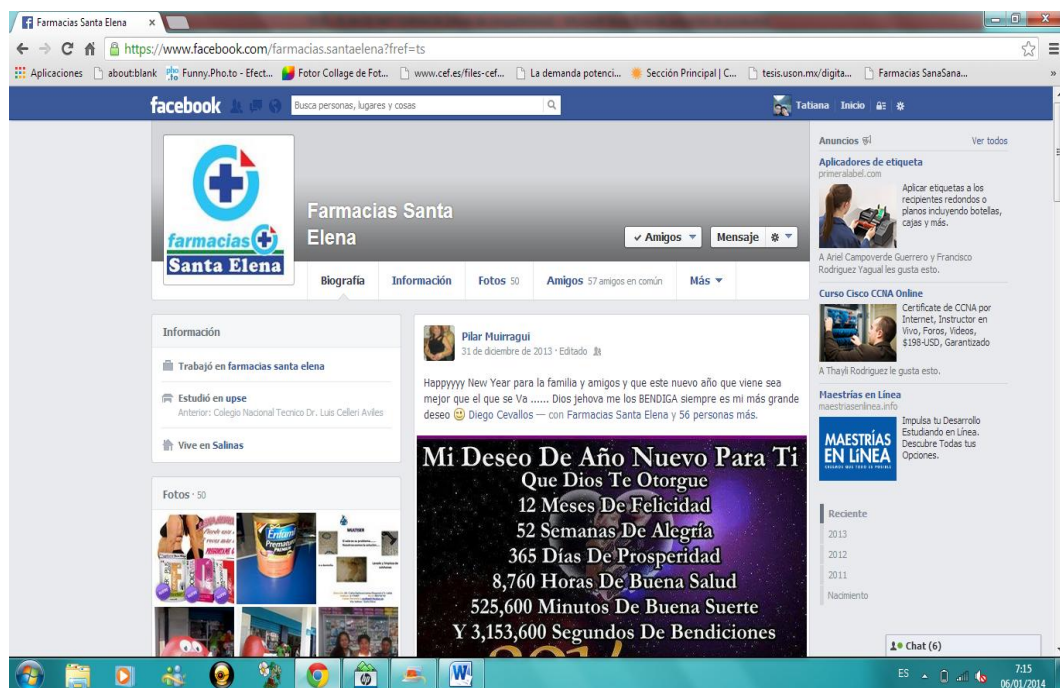 Farmacias Santa Elena
https://www.facebook.com/farmacias.santaelena?fref=ts
Aplicaciones about:blank Funny.Pho.to - Efect... Fotor Collage de Fot... www.cef.es/files-cef... La demanda potenci... Sección Principal | C... tesis.uson.mx/digita... Farmacias SanaSana... »
facebook Busca personas, lugares y cosas Tatiana Inicio
farmacias
Santa Elena
Farmacias Santa
Elena
Amigos Mensaje
Biografía Información Fotos 50 Amigos 57 amigos en común Más
Información
Trabajó en farmacias santa elena
Estudió en upse
Anterior: Colegio Nacional Tecnico Dr. Luis Celleri Aviles
Vive en Salinas
Fotos · 50
Enfamil
Premature
Pilar Muirragui
31 de diciembre de 2013 · Editado
Happyyyy New Year para la familia y amigos y que este nuevo año que viene sea
mejor que el que se Va ...... Dios jehova me los BENDIGA siempre es mi más grande
deseo Diego Cevallos — con Farmacias Santa Elena y 56 personas más.
Mi Deseo De Año Nuevo Para Ti
Que Dios Te Otorgue
12 Meses De Felicidad
52 Semanas De Alegría
365 Días De Prosperidad
8,760 Horas De Buena Salud
525,600 Minutos De Buena Suerte
Y 3,153,600 Segundos De Bendiciones
2014
Anuncios Ver todos
Aplicadores de etiqueta
primeralabel.com
Aplicar etiquetas a los
recipientes redondos o
planos incluyendo botellas,
cajas y más.
A Ariel Campoverde Guerrero y Francisco
Rodriguez Yagual les gusta esto.
Curso Cisco CCNA Online
Certificate de CCNA por
Internet, Instructor en
Vivo, Foros, Videos,
$198-USD, Garantizado
A Thayli Rodriguez le gusta esto.
Maestrías en Línea
maestriasenlinea.info
MAESTRÍAS
EN LíNEA
Impulsa tu Desarrollo
Estudiando en Línea.
Descubre Todas tus
Opciones.
Reciente
2013
2012
2011
Nacimiento
Chat (6)
ES 7:15
06/01/2014